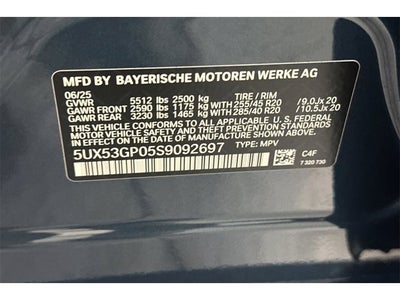 MFD BY BAYERISCHE MOTOREN WERKE AG
06/25 TIRE / RIM
GVWR 5512 lbs 2500 kg
GAWR FRONT 2590 lbs 1175 kg 255/45 R20 /9.0Jx 20
GAWR REAR 3230 lbs 1465 kg 285/40 R20 /10.5Jx 20
THIS VEHICLE CONFORMS TO ALL APPLICABLE U.S. FEDERAL
MOTOR VEHICLE SAFETY AND THEFT PREVENTION STANDARDS
IN EFFECT ON THE DATE OF MANUFACTURE SHOWN ABOVE.
5UX53GP05S9092697 TYPE: MPV C4F
7 320 730